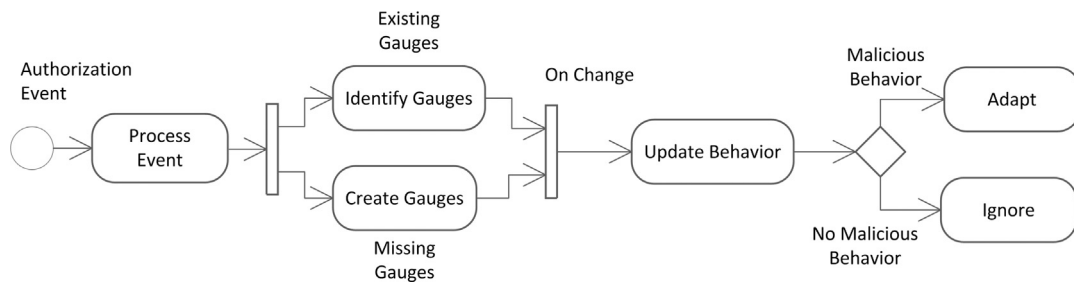 Authorization
Event
Process
Event
Existing
Gauges
Identify Gauges
Create Gauges
Missing
Gauges
On Change
Update Behavior
Malicious
Behavior
Adapt
No Malicious
Behavior
Ignore